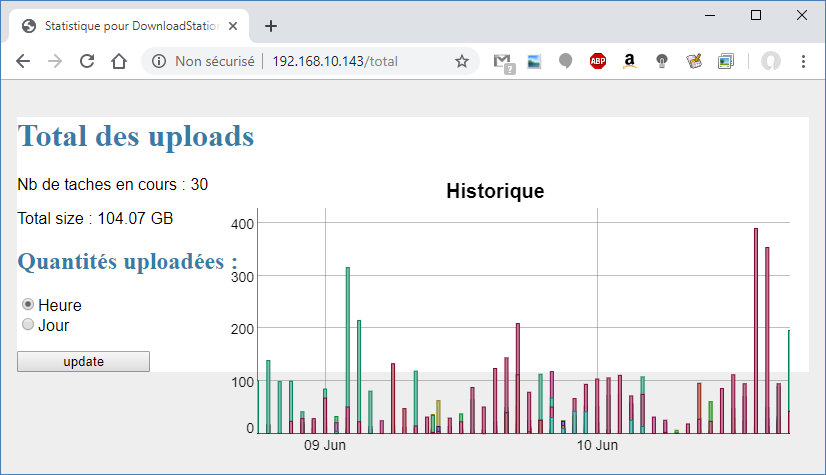 Statistique pour DownloadStation
Non sécurisé
192.168.10.143/total
?
ABP
a
Total des uploads
Nb de taches en cours : 30
Total size : 104.07 GB
Quantités uploadées :
Heure
Jour
update
Historique
400
300
200
100
0
09 Jun
10 Jun